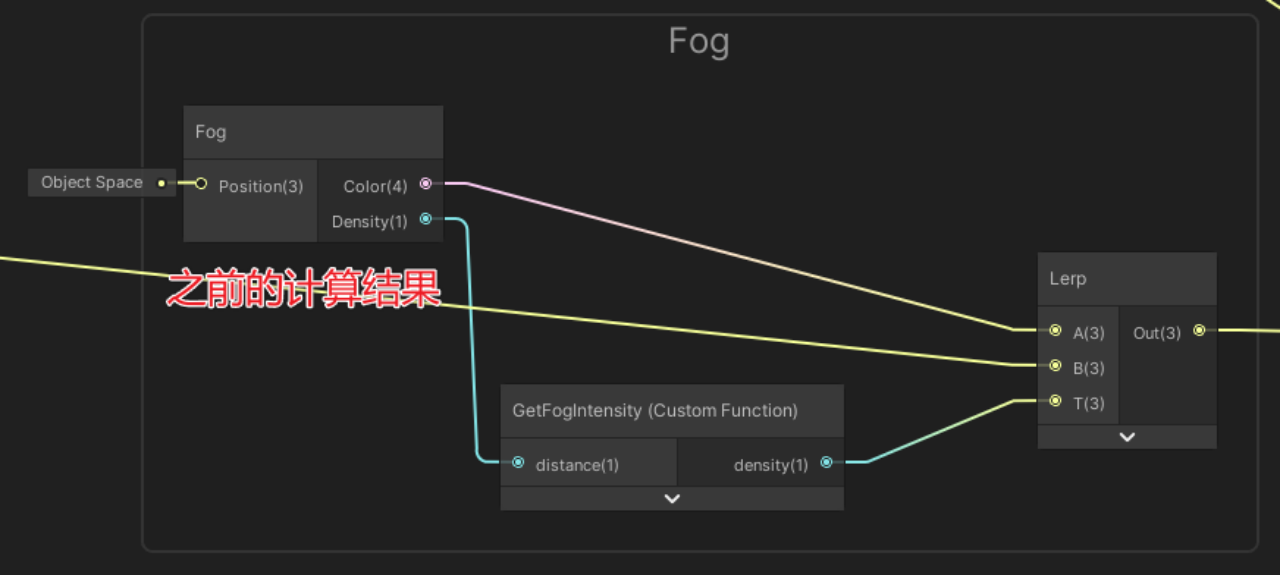 Fog
Fog
Object Space
Position(3)
Color(4)
Density(1)
之前的计算结果
GetFogIntensity (Custom Function)
distance(1)
density(1)
Lerp
A(3)
Out(3)
B(3)
T(3)